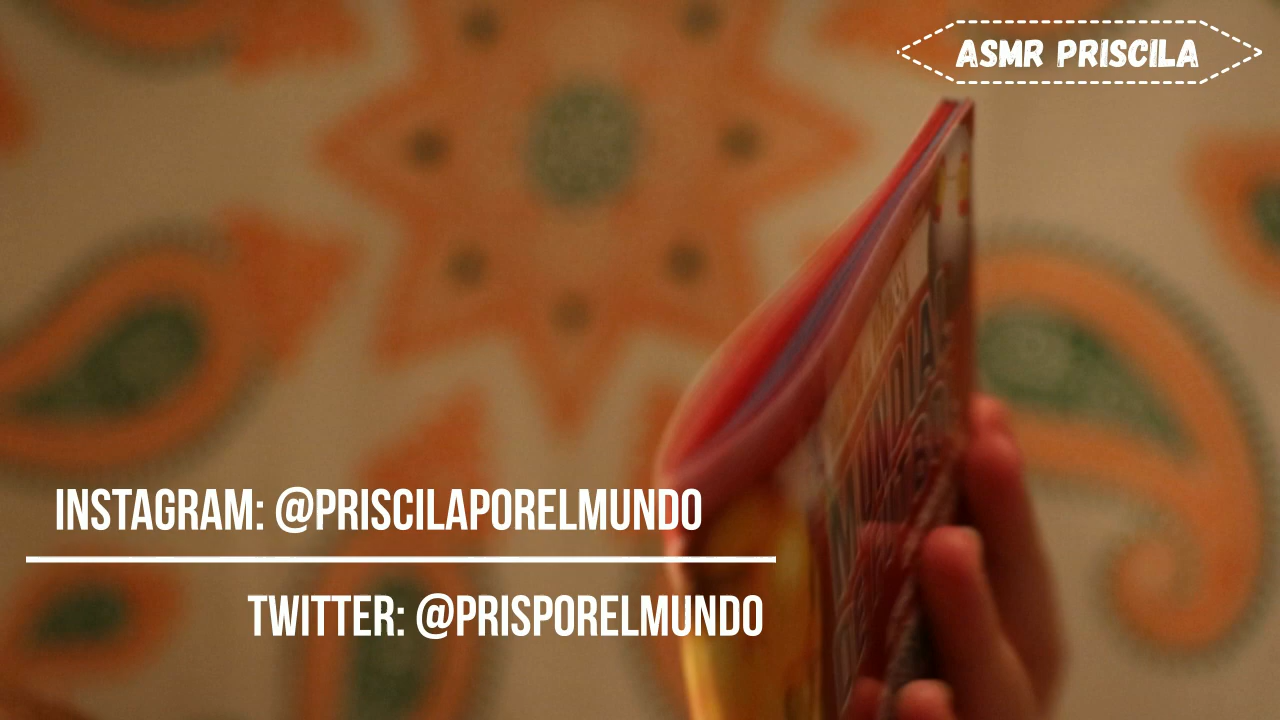 ASMR PRISCILA
INSTAGRAM: @PRISCILAPORELMUNDO
TWITTER: @PRISPORELMUNDO